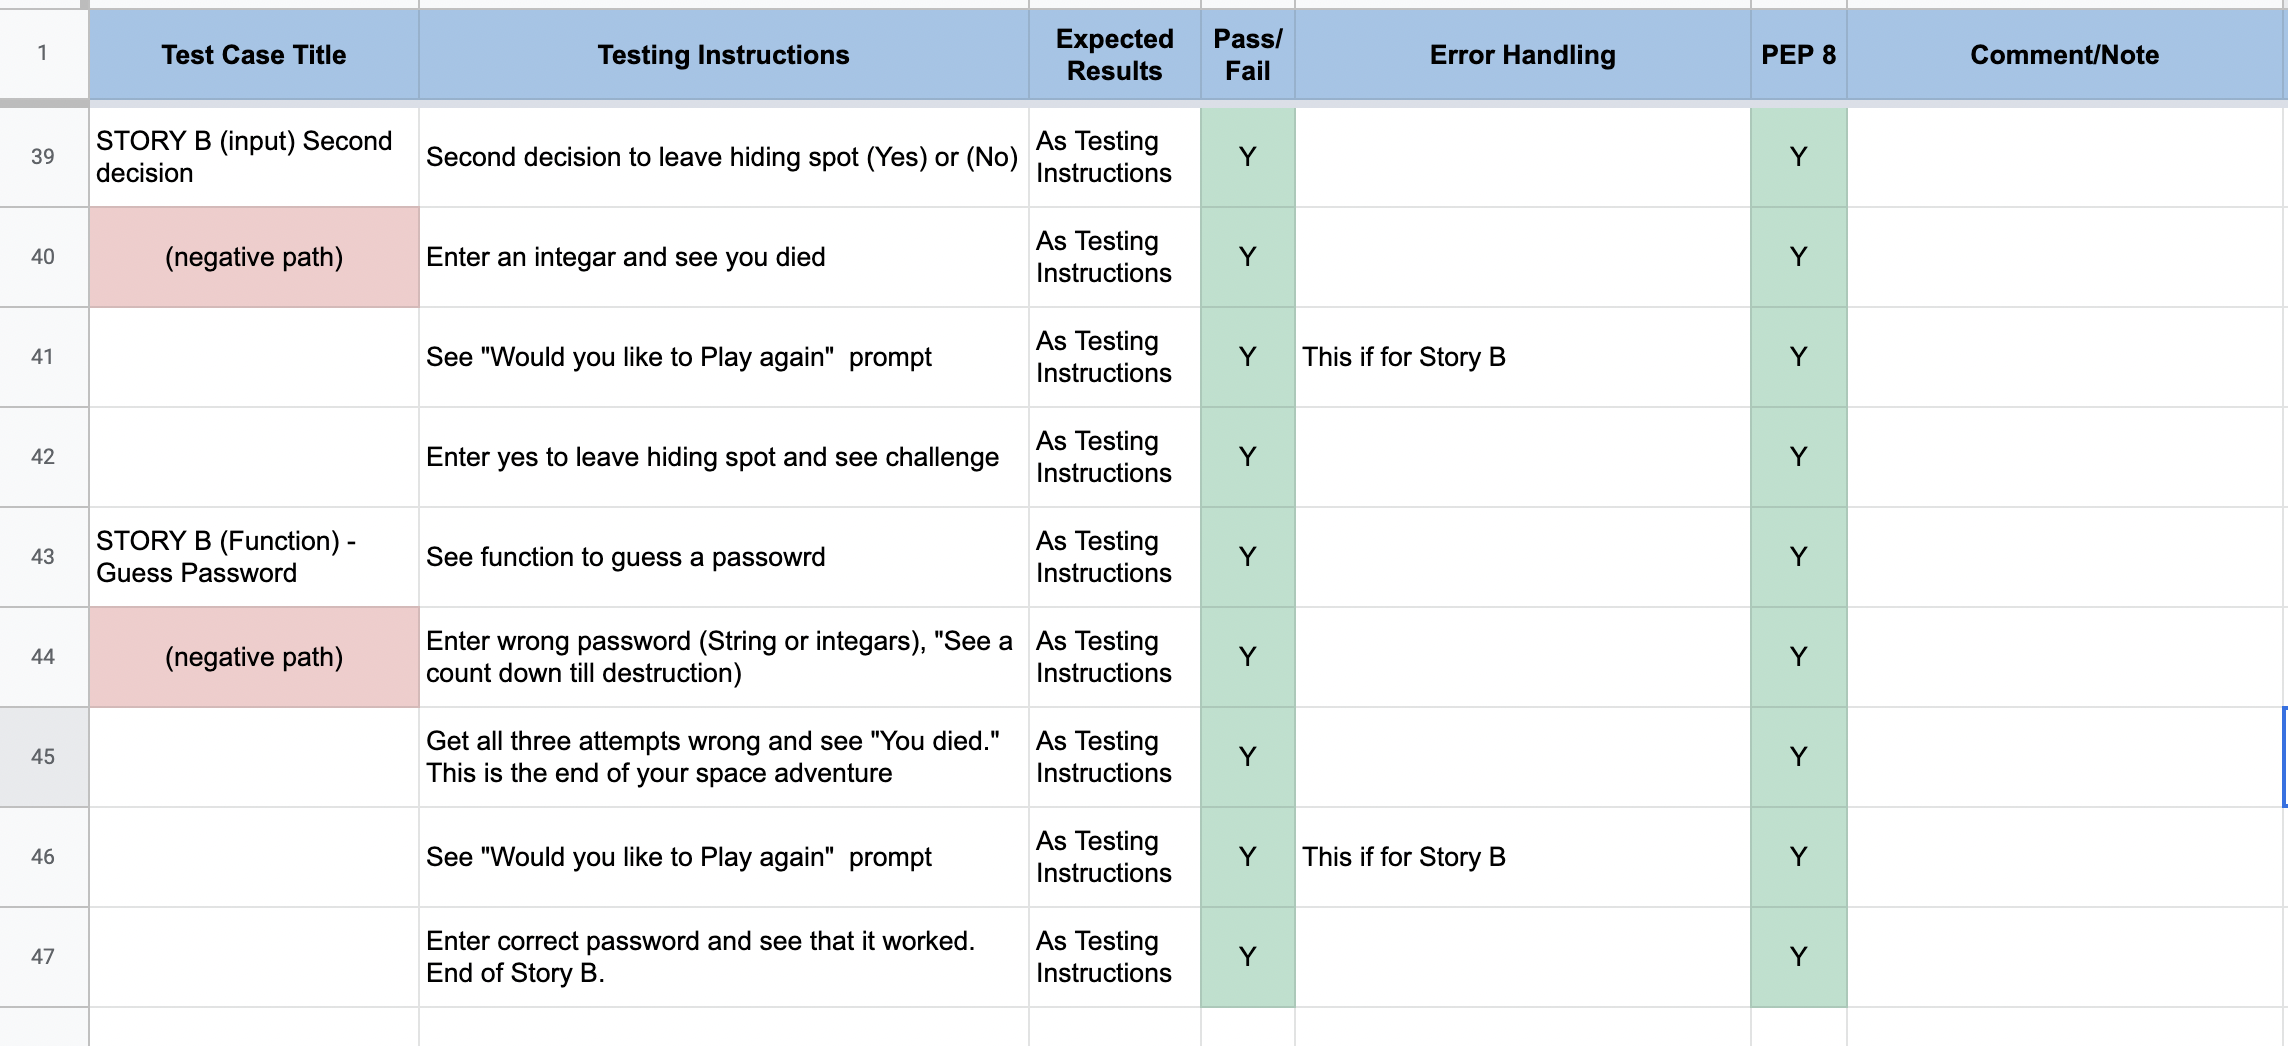 1
Test Case Title
Testing Instructions
Expected
Results
Pass/
Fail
Error Handling
PEP 8
Comment/Note
39
STORY B (input) Second
decision
Second decision to leave hiding spot (Yes) or (No)
As Testing
Instructions
Y
Y
40
(negative path)
Enter an integar and see you died
As Testing
Instructions
Y
Y
41
See "Would you like to Play again"  prompt
As Testing
Instructions
Y
This if for Story B
Y
42
Enter yes to leave hiding spot and see challenge
As Testing
Instructions
Y
Y
43
STORY B (Function) -
Guess Password
See function to guess a passowrd
As Testing
Instructions
Y
Y
44
(negative path)
Enter wrong password (String or integars), "See a
count down till destruction)
As Testing
Instructions
Y
Y
45
Get all three attempts wrong and see "You died."
This is the end of your space adventure
As Testing
Instructions
Y
Y
46
See "Would you like to Play again"  prompt
As Testing
Instructions
Y
This if for Story B
Y
47
Enter correct password and see that it worked.
End of Story B.
As Testing
Instructions
Y
Y